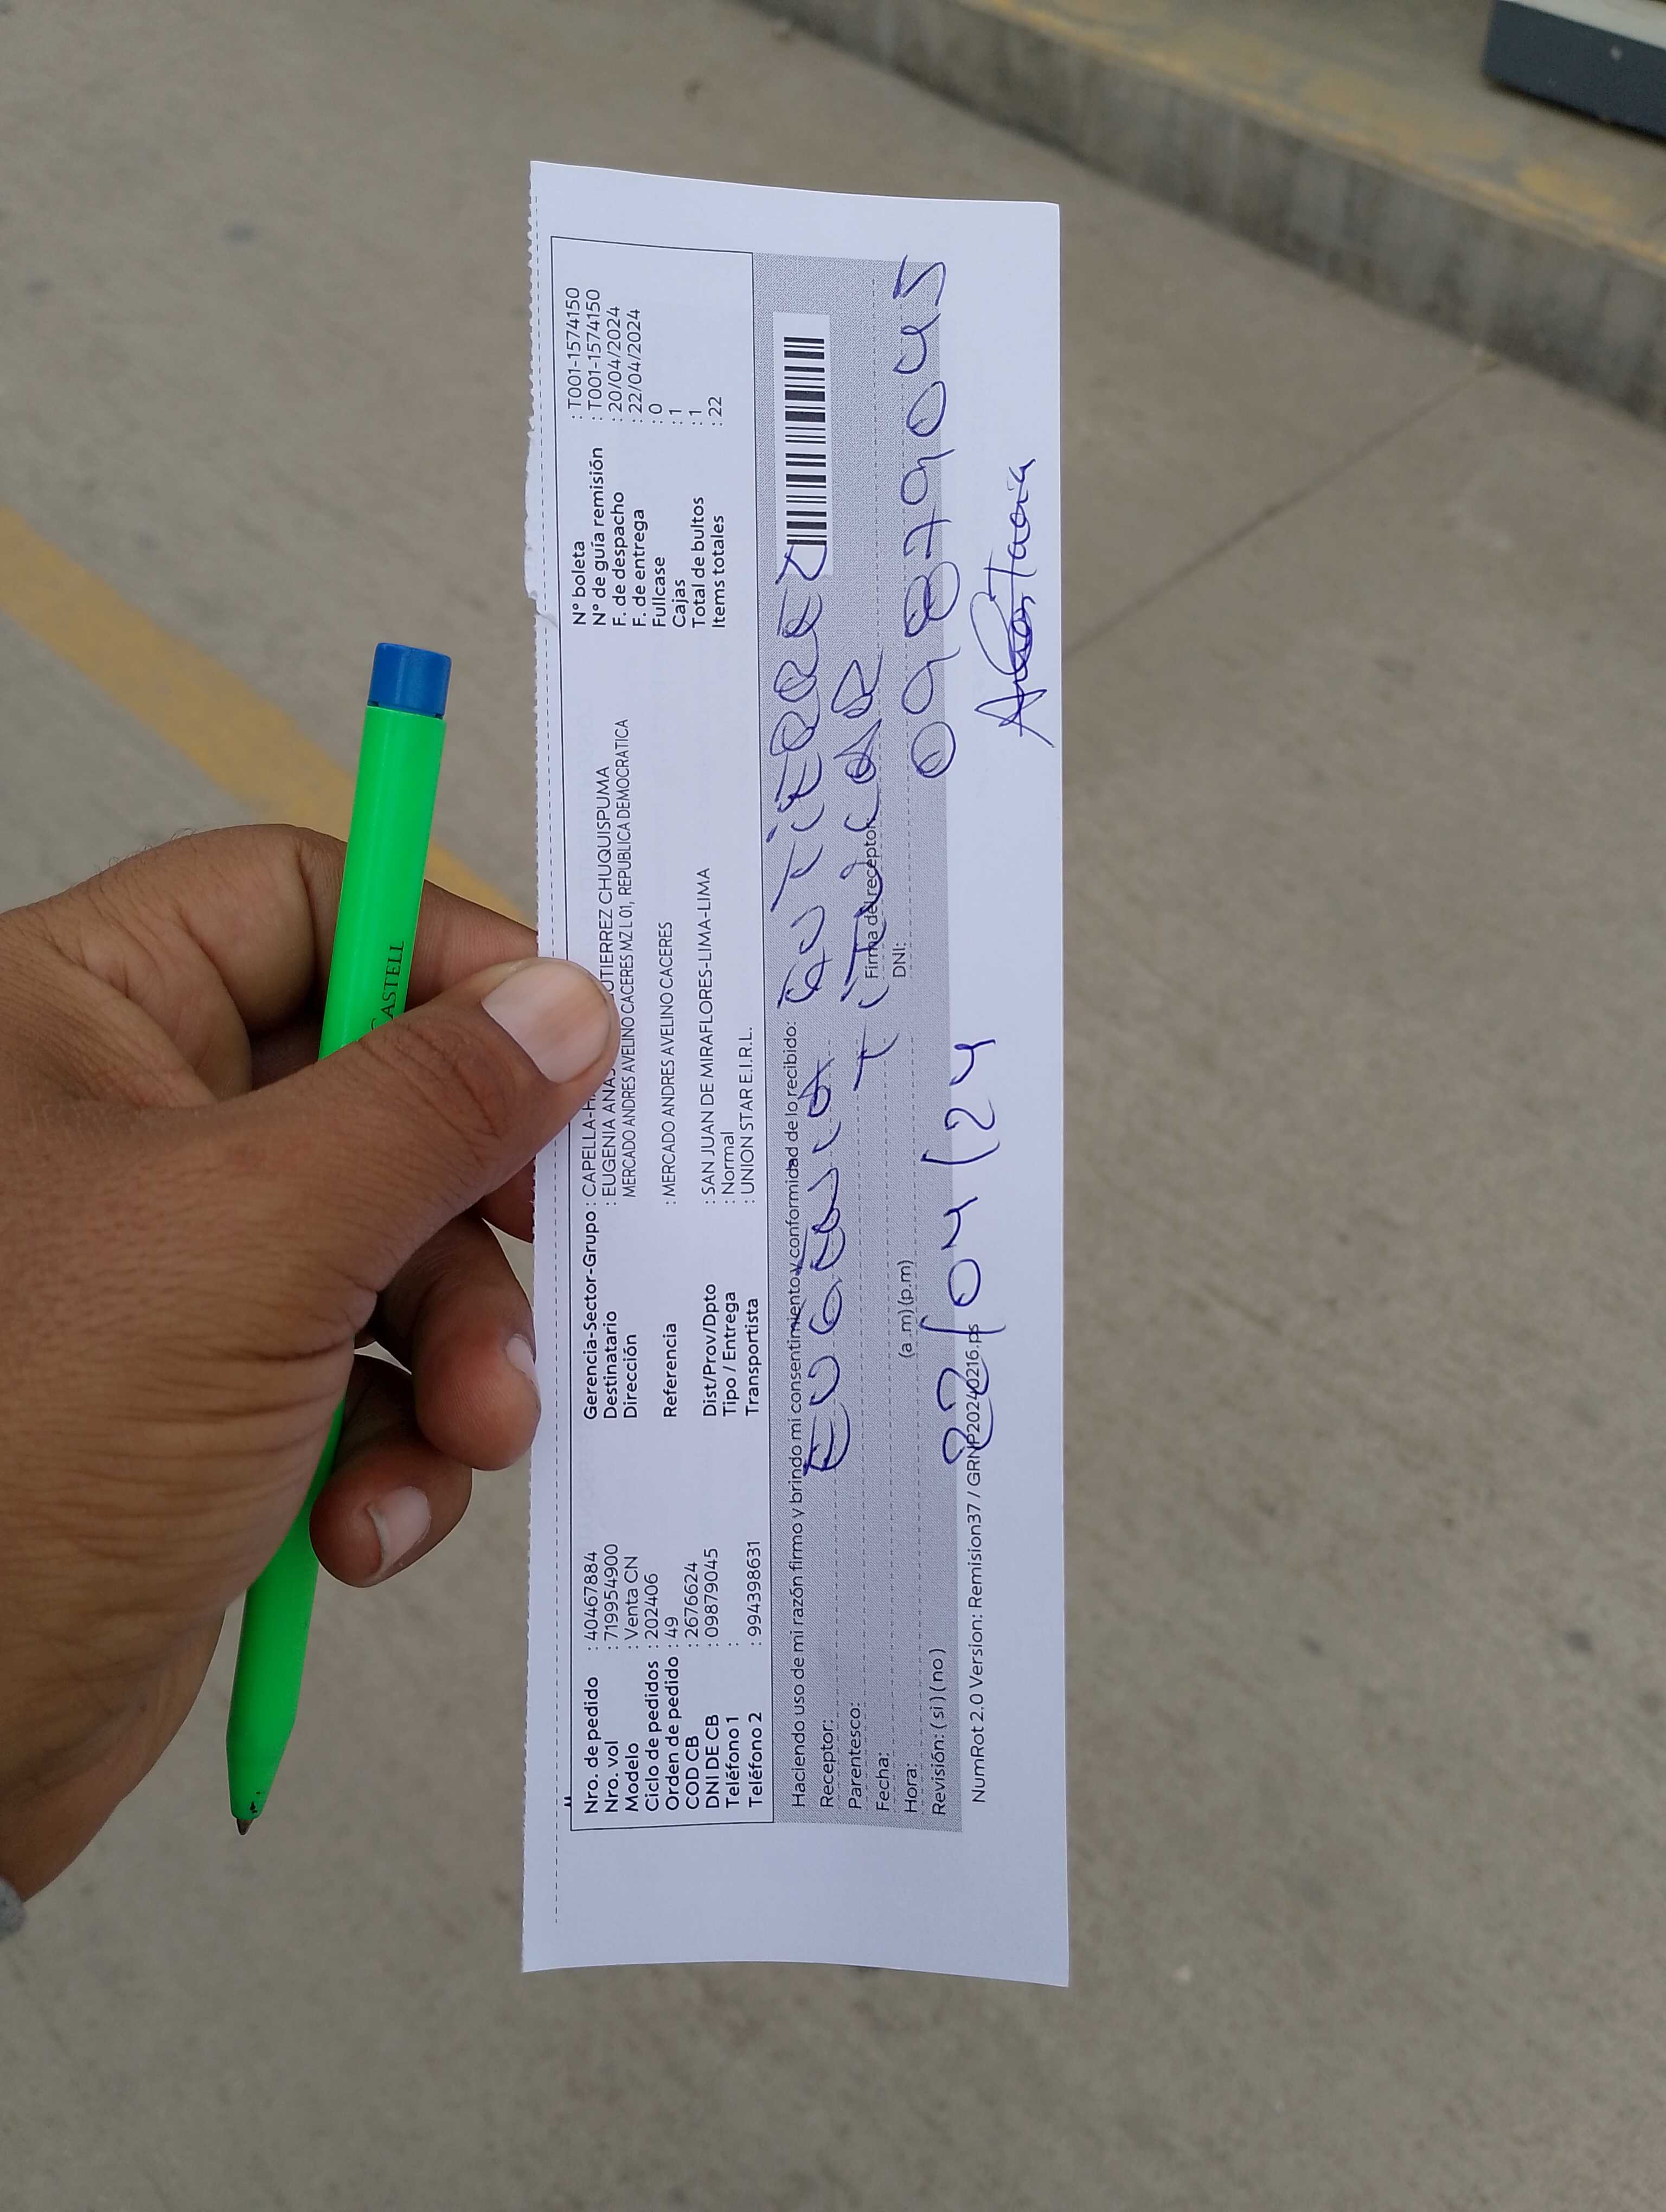 Nro. de pedido : 40467884
Nro. vol : 719954900
Modelo : Venta CN
Ciclo de pedidos : 202406
Orden de pedido : 49
COD CB : 2676624
DNI DE CB : 09879045
Teléfono 1 :
Teléfono 2 : 994398631
Gerencia-Sector-Grupo : CAPELLA-
Destinatario : EUGENIA UTIERREZ CHUQUISPUMA
Dirección MERCADO ANDRES AVELINO CACERES MZ L 01, REPUBLICA DEMOCRATICA
Referencia : MERCADO ANDRES AVELINO CACERES
Dist/Prov/Dpto : SAN JUAN DE MIRAFLORES-LIMA-LIMA
Tipo / Entrega : Normal
Transportista : UNION STAR E.I.R.L.
N° boleta : T001-1574150
N° de guía remisión : T001-1574150
F. de despacho : 20/04/2024
F. de entrega : 22/04/2024
Fullcase : 0
Cajas : 1
Total de bultos : 1
Items totales : 22
Haciendo uso de mi razón firmo y brindo mi consentimiento y conformidad de lo recibido:
Receptor: EUGENIA GUTIERREZ
Parentesco: TITULAR
Firma del receptor
Fecha:
DNI: 09879045
Hora: (a .m) (p.m)
22/04/24
Revisión: ( si ) ( no )
NumRot 2.0 Version: Remision37 / GRNP20240216.ps
CASTELL